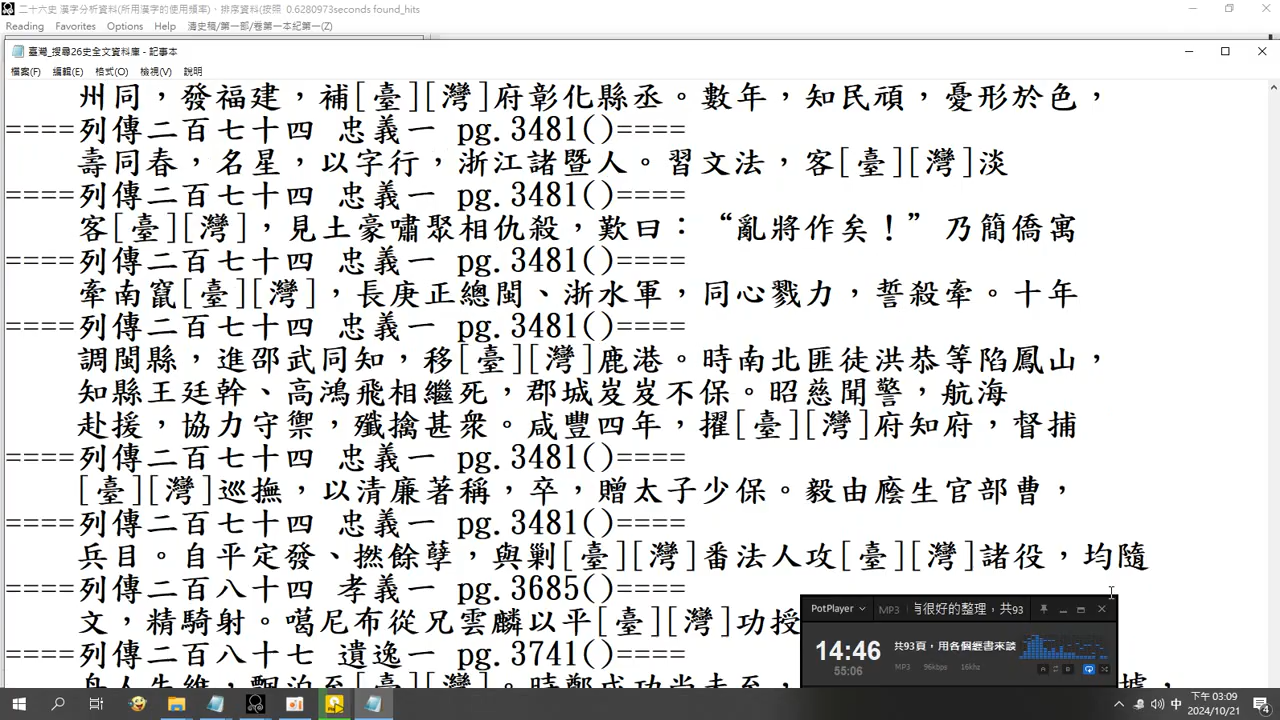 二十六史 漢字分析資料(所用漢字的使用頻率)、排序資料(按照 0.6280973seconds found_hits
Reading Favorites Options Help 清史稿/第一部/卷第一本紀第一(Z)
臺灣_搜尋26史全文資料庫 - 記事本
檔案(F) 編輯(E) 格式(O) 檢視(V) 說明
州同，發福建，補[臺][灣]府彰化縣丞。數年，知民頑，憂形於色，
====列傳二百七十四 忠義一 pg.3481()====
壽同春，名星，以字行，浙江諸暨人。習文法，客[臺][灣]淡
====列傳二百七十四 忠義一 pg.3481()====
客[臺][灣]，見土豪嘯聚相仇殺，歎曰：“亂將作矣！”乃簡僑寓
====列傳二百七十四 忠義一 pg.3481()====
牽南竄[臺][灣]，長庚正總閩、浙水軍，同心戮力，誓殺牽。十年
====列傳二百七十四 忠義一 pg.3481()====
調閩縣，進邵武同知，移[臺][灣]鹿港。時南北匪徒洪恭等陷鳳山，
知縣王廷幹、高鴻飛相繼死，郡城岌岌不保。昭慈聞警，航海
赴援，協力守禦，殲擒甚衆。咸豐四年，擢[臺][灣]府知府，督捕
====列傳二百七十四 忠義一 pg.3481()====
[臺][灣]巡撫，以清廉著稱，卒，贈太子少保。毅由廕生官部曹，
====列傳二百七十四 忠義一 pg.3481()====
兵目。自平定發、撚餘孽，與剿[臺][灣]番法人攻[臺][灣]諸役，均隨
====列傳二百八十四 孝義一 pg.3685()====
文，精騎射。噶尼布從兄雲麟以平[臺][灣]功授
====列傳二百八十七 遺逸一 pg.3741()====
PotPlayer MP3 很好的整理，共93
14:46 共93頁，用各個經書來談
55:06 MP3 96kbps 16khs
中 下午 03:09
2024/10/21 4